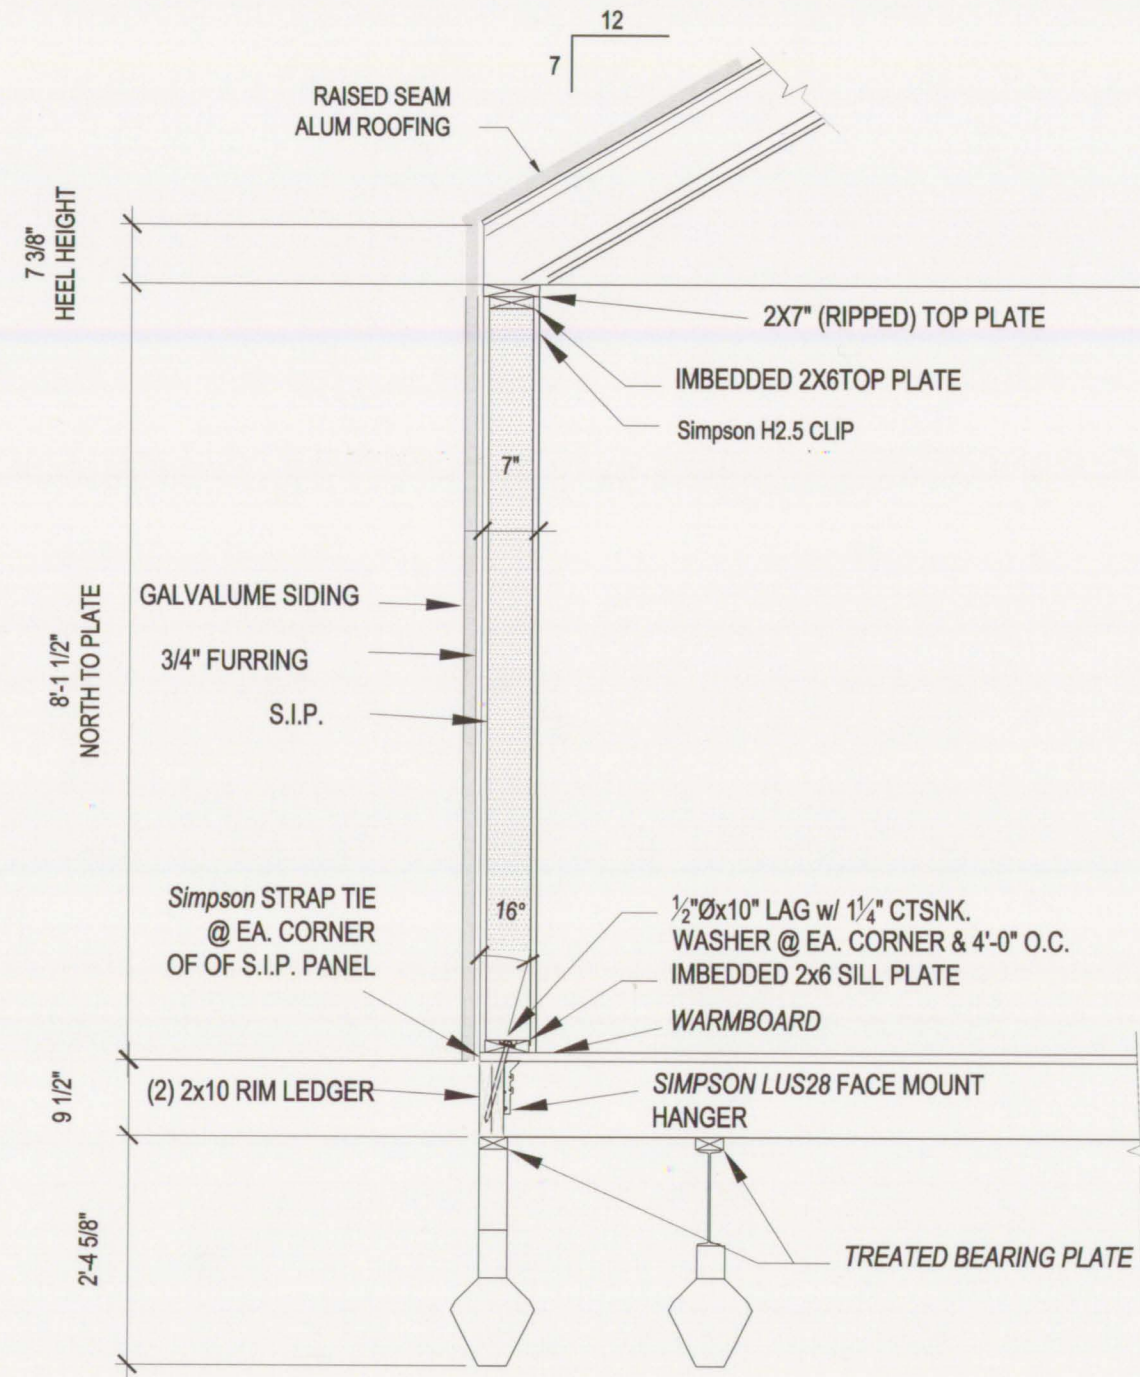 12
7
RAISED SEAM
ALUM ROOFING
7 3/8"
HEEL HEIGHT
2X7" (RIPPED) TOP PLATE
IMBEDDED 2X6TOP PLATE
Simpson H2.5 CLIP
7"
GALVALUME SIDING
3/4" FURRING
S.I.P.
8'-1 1/2"
NORTH TO PLATE
Simpson STRAP TIE
@ EA. CORNER
OF OF S.I.P. PANEL
16°
½"Øx10" LAG w/ 1¼" CTSNK.
WASHER @ EA. CORNER & 4'-0" O.C.
IMBEDDED 2x6 SILL PLATE
WARMBOARD
9 1/2"
(2) 2x10 RIM LEDGER
SIMPSON LUS28 FACE MOUNT
HANGER
2'-4 5/8"
TREATED BEARING PLATE